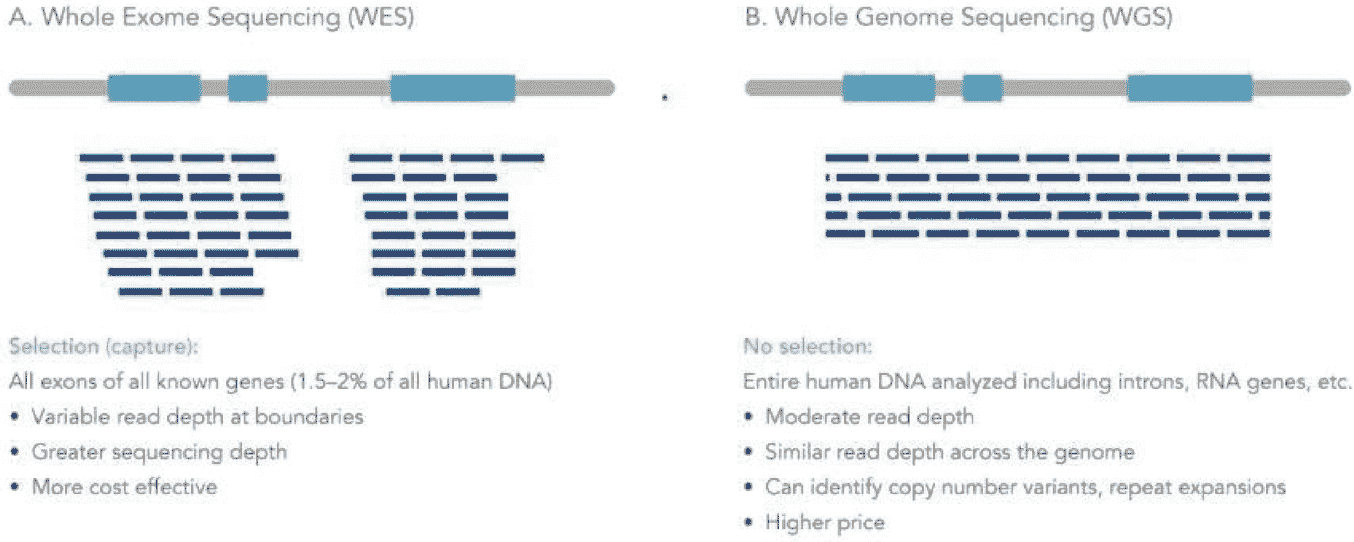 A. Whole Exome Sequencing (WES)
Selection (capture):
All exons of all known genes (1.5–2% of all human DNA)
• Variable read depth at boundaries
• Greater sequencing depth
• More cost effective
B. Whole Genome Sequencing (WGS)
No selection:
Entire human DNA analyzed including introns, RNA genes, etc.
• Moderate read depth
• Similar read depth across the genome
• Can identify copy number variants, repeat expansions
• Higher price